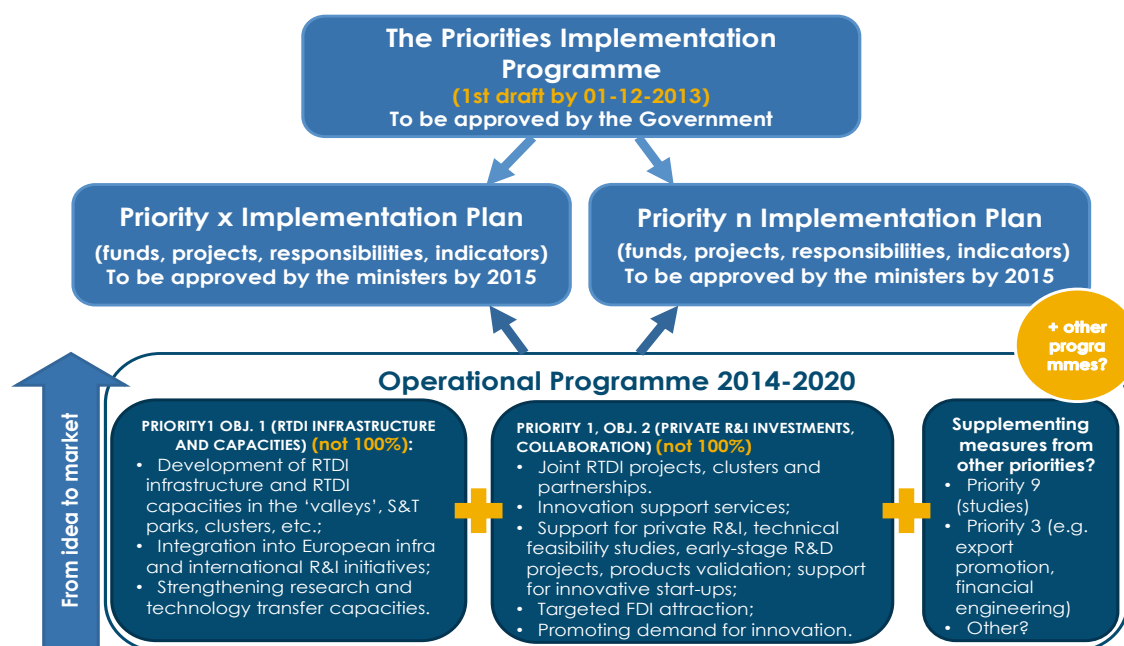 The Priorities Implementation
Programme
(1st draft by 01-12-2013)
To be approved by the Government
Priority x Implementation Plan
(funds, projects, responsibilities, indicators)
To be approved by the ministers by 2015
Priority n Implementation Plan
(funds, projects, responsibilities, indicators)
To be approved by the ministers by 2015
+ other
progra
mmes?
From idea to market
Operational Programme 2014-2020
PRIORITY1 OBJ. 1 (RTDI INFRASTRUCTURE
AND CAPACITIES) (not 100%):
• Development of RTDI
infrastructure and RTDI
capacities in the ‘valleys’, S&T
parks, clusters, etc.;
• Integration into European infra
and international R&I initiatives;
• Strengthening research and
technology transfer capacities.
PRIORITY 1, OBJ. 2 (PRIVATE R&I INVESTMENTS,
COLLABORATION) (not 100%)
• Joint RTDI projects, clusters and
partnerships.
• Innovation support services;
• Support for private R&I, technical
feasibility studies, early-stage R&D
projects, products validation; support
for innovative start-ups;
• Targeted FDI attraction;
• Promoting demand for innovation.
Supplementing
measures from
other priorities?
• Priority 9
(studies)
• Priority 3 (e.g.
export
promotion,
financial
engineering)
• Other?